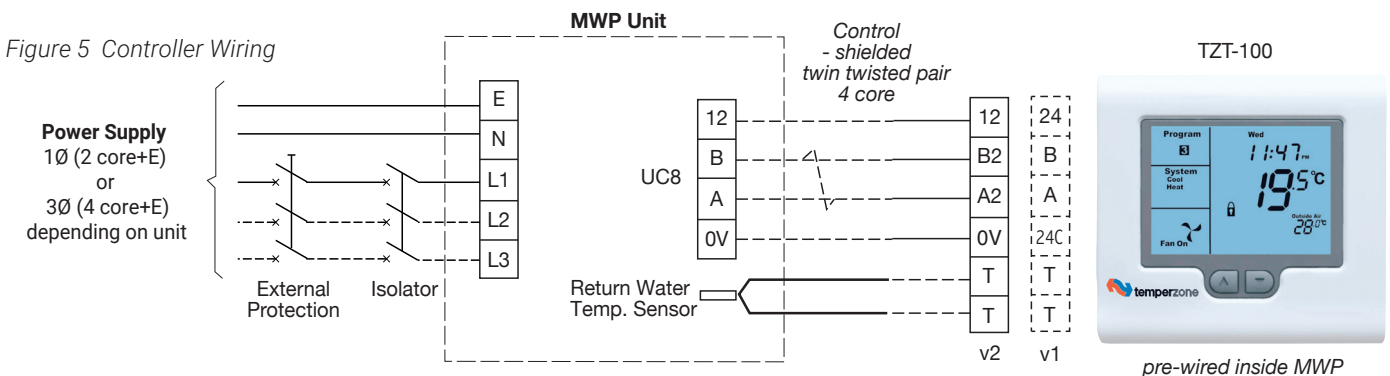 Figure 5 Controller Wiring
MWP Unit
Control
- shielded
twin twisted pair
4 core
TZT-100
Power Supply
1Ø (2 core+E)
or
3Ø (4 core+E)
depending on unit
E
N
L1
L2
L3
External
Protection
Isolator
UC8
12
B
A
0V
Return Water
Temp. Sensor
12
B2
A2
0V
T
T
v2
24
B
A
24C
T
T
v1
Program
3
System
Cool
Heat
Fan On
Wed
11:47PM
19.5°C
Outside Air
28.0°C
temperzone
pre-wired inside MWP